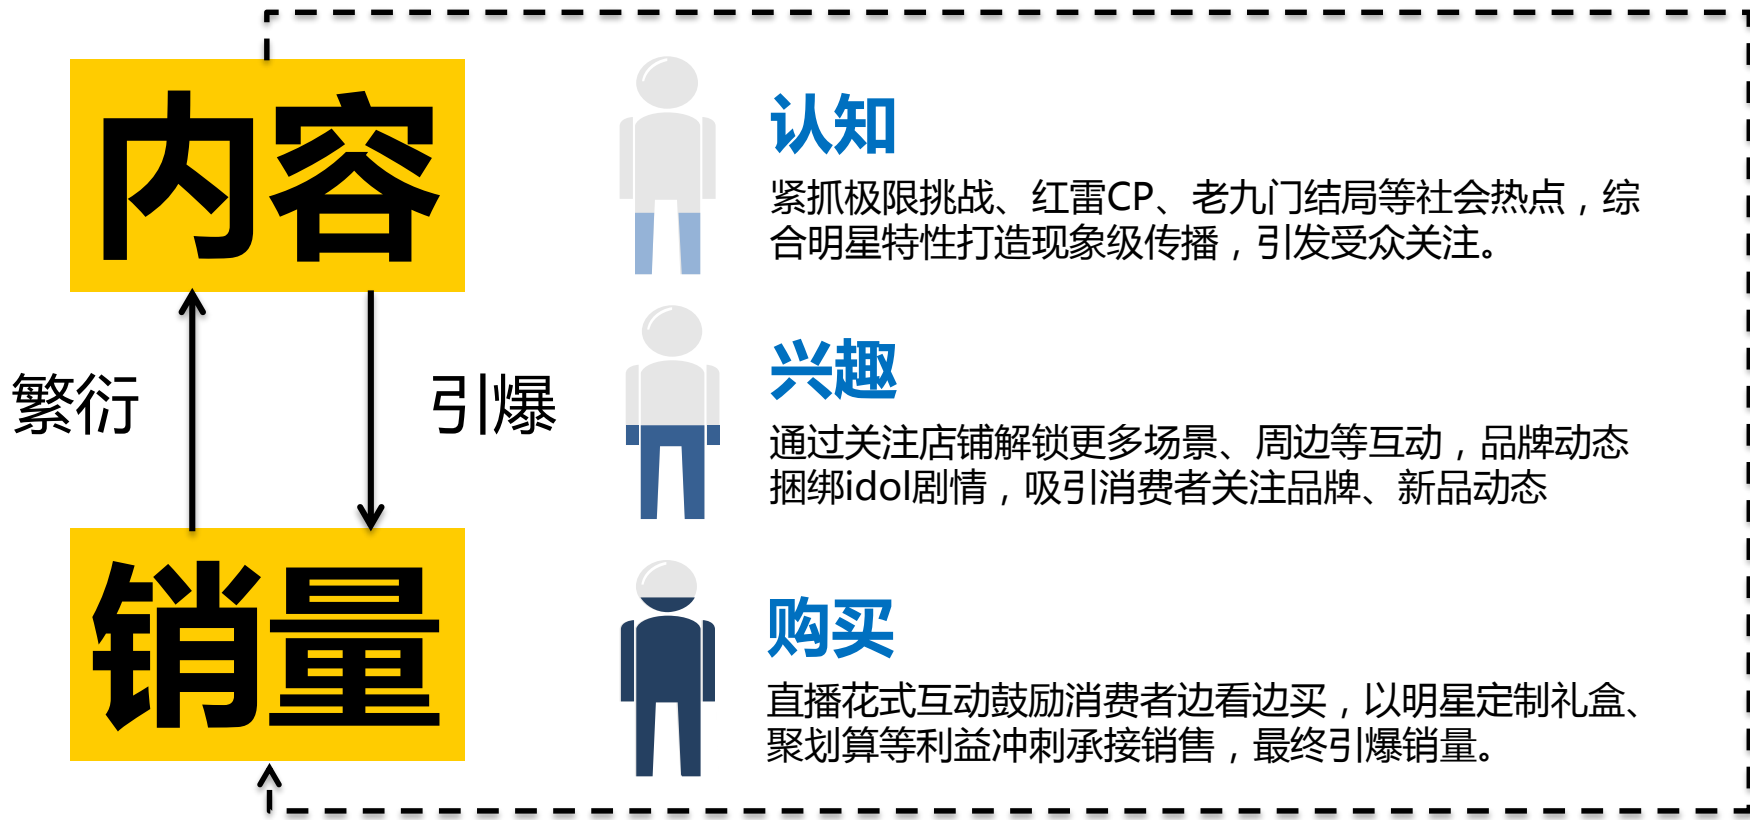 内容
繁衍
引爆
销量
认知
紧抓极限挑战、红雷CP、老九门结局等社会热点，综
合明星特性打造现象级传播，引发受众关注。
兴趣
通过关注店铺解锁更多场景、周边等互动，品牌动态
捆绑idol剧情，吸引消费者关注品牌、新品动态
购买
直播花式互动鼓励消费者边看边买，以明星定制礼盒、
聚划算等利益冲刺承接销售，最终引爆销量。